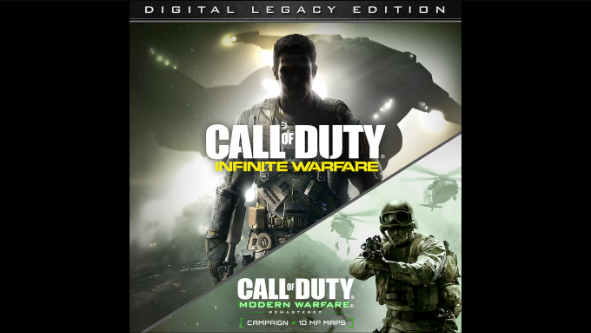 DIGITAL LEGACY EDITION
CALL OF DUTY®
INFINITE WARFARE
CALL OF DUTY
MODERN WARFARE®
REMASTERED
CAMPAIGN + 10 MP MAPS